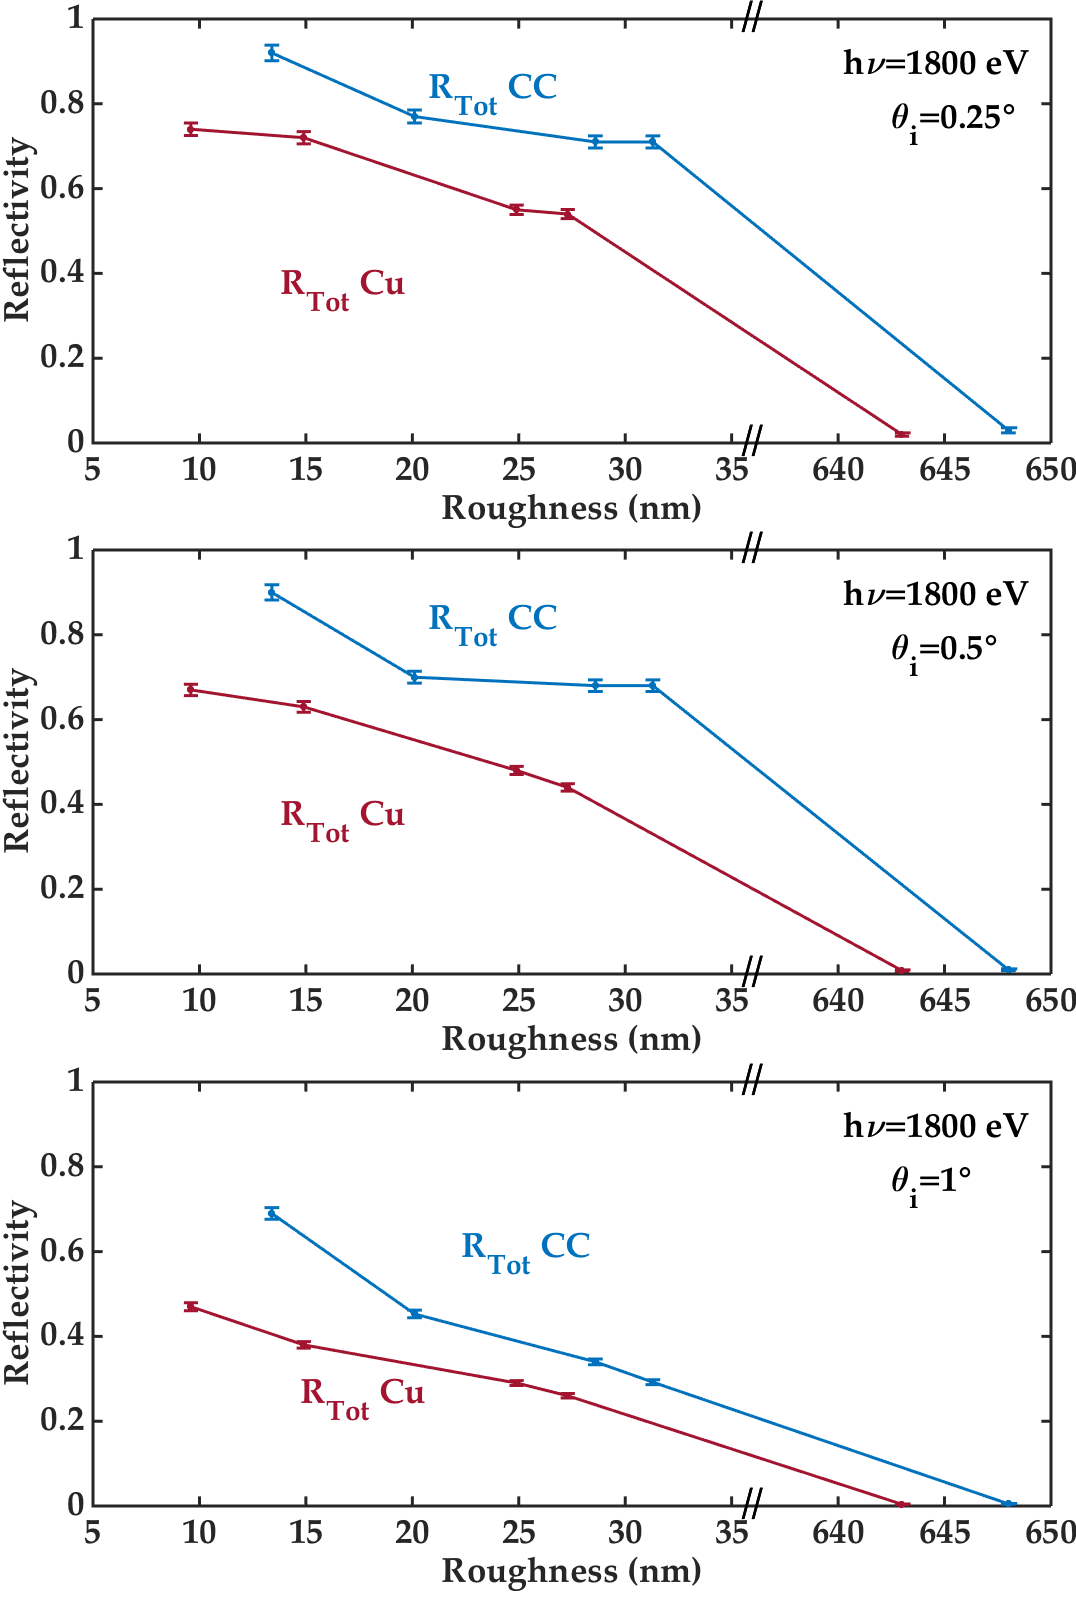 1
hν=1800 eV
R_Tot CC
0.8
θ_i=0.25°
0.6
Reflectivity
0.4
R_Tot Cu
0.2
0
5 10 15 20 25 30 35 640 645 650
Roughness (nm)
1
hν=1800 eV
R_Tot CC
0.8
θ_i=0.5°
0.6
Reflectivity
0.4
R_Tot Cu
0.2
0
5 10 15 20 25 30 35 640 645 650
Roughness (nm)
1
hν=1800 eV
0.8
θ_i=1°
R_Tot CC
0.6
Reflectivity
0.4
R_Tot Cu
0.2
0
5 10 15 20 25 30 35 640 645 650
Roughness (nm)